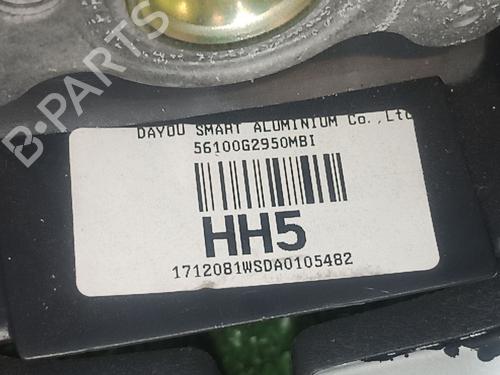 DAYOU SMART ALUMINIUM Co.,Ltd
56100G2950MBI
HH5
1712081WSDA0105482
B-PARTS